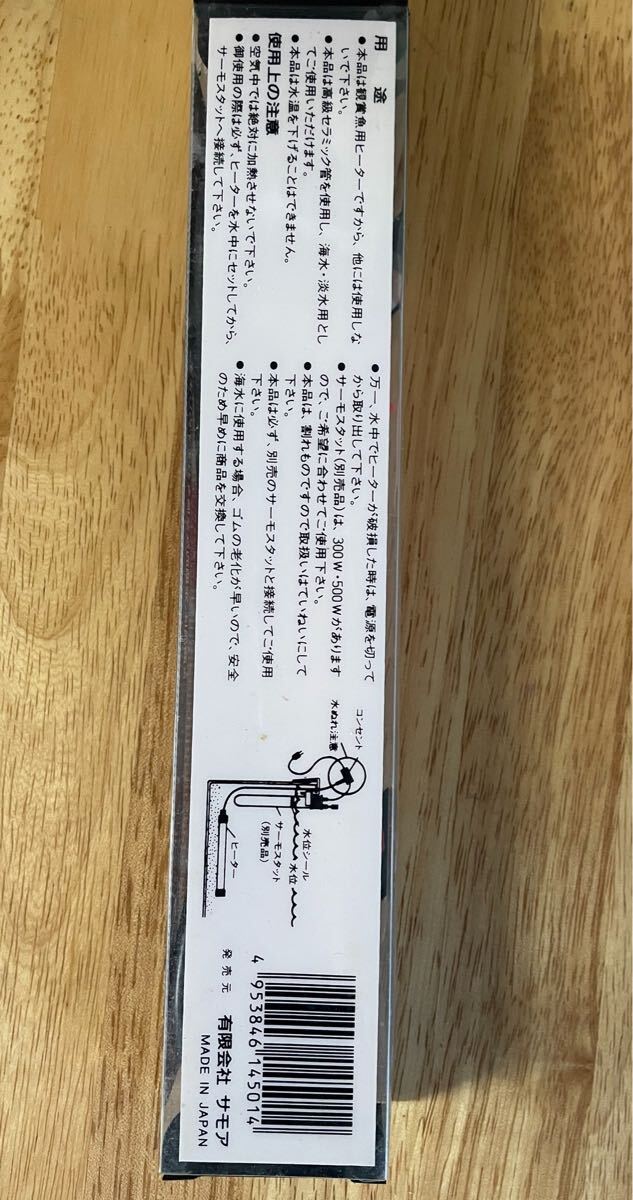 用　途
●本品は観賞魚用ヒーターですから、他には使用しな
いで下さい。
●本品は高級セラミック管を使用し、海水・淡水用とし
てご使用いただけます。
●本品は水温を下げることはできません。
使用上の注意
●空気中では絶対に加熱させないで下さい。
●御使用の際は必ず、ヒーターを水中にセットしてから、
サーモスタットへ接続して下さい。
●万一、水中でヒーターが破損した時は、電源を切って
から取り出して下さい。
●サーモスタット(別売品)は、300W・500Wがあります
ので、ご希望に合わせてご使用下さい。
●本品は、割れものですので取扱いはていねいにして
下さい。
●本品は必ず、別売のサーモスタットと接続してご使用
下さい。
●海水に使用する場合、ゴムの老化が早いので、安全
のため早めに商品を交換して下さい。
コンセント
水ぬれ注意
水位シール
水位
サーモスタット
(別売品)
ヒーター
4 953846 145014
発売元　有限会社 サモア
MADE IN JAPAN